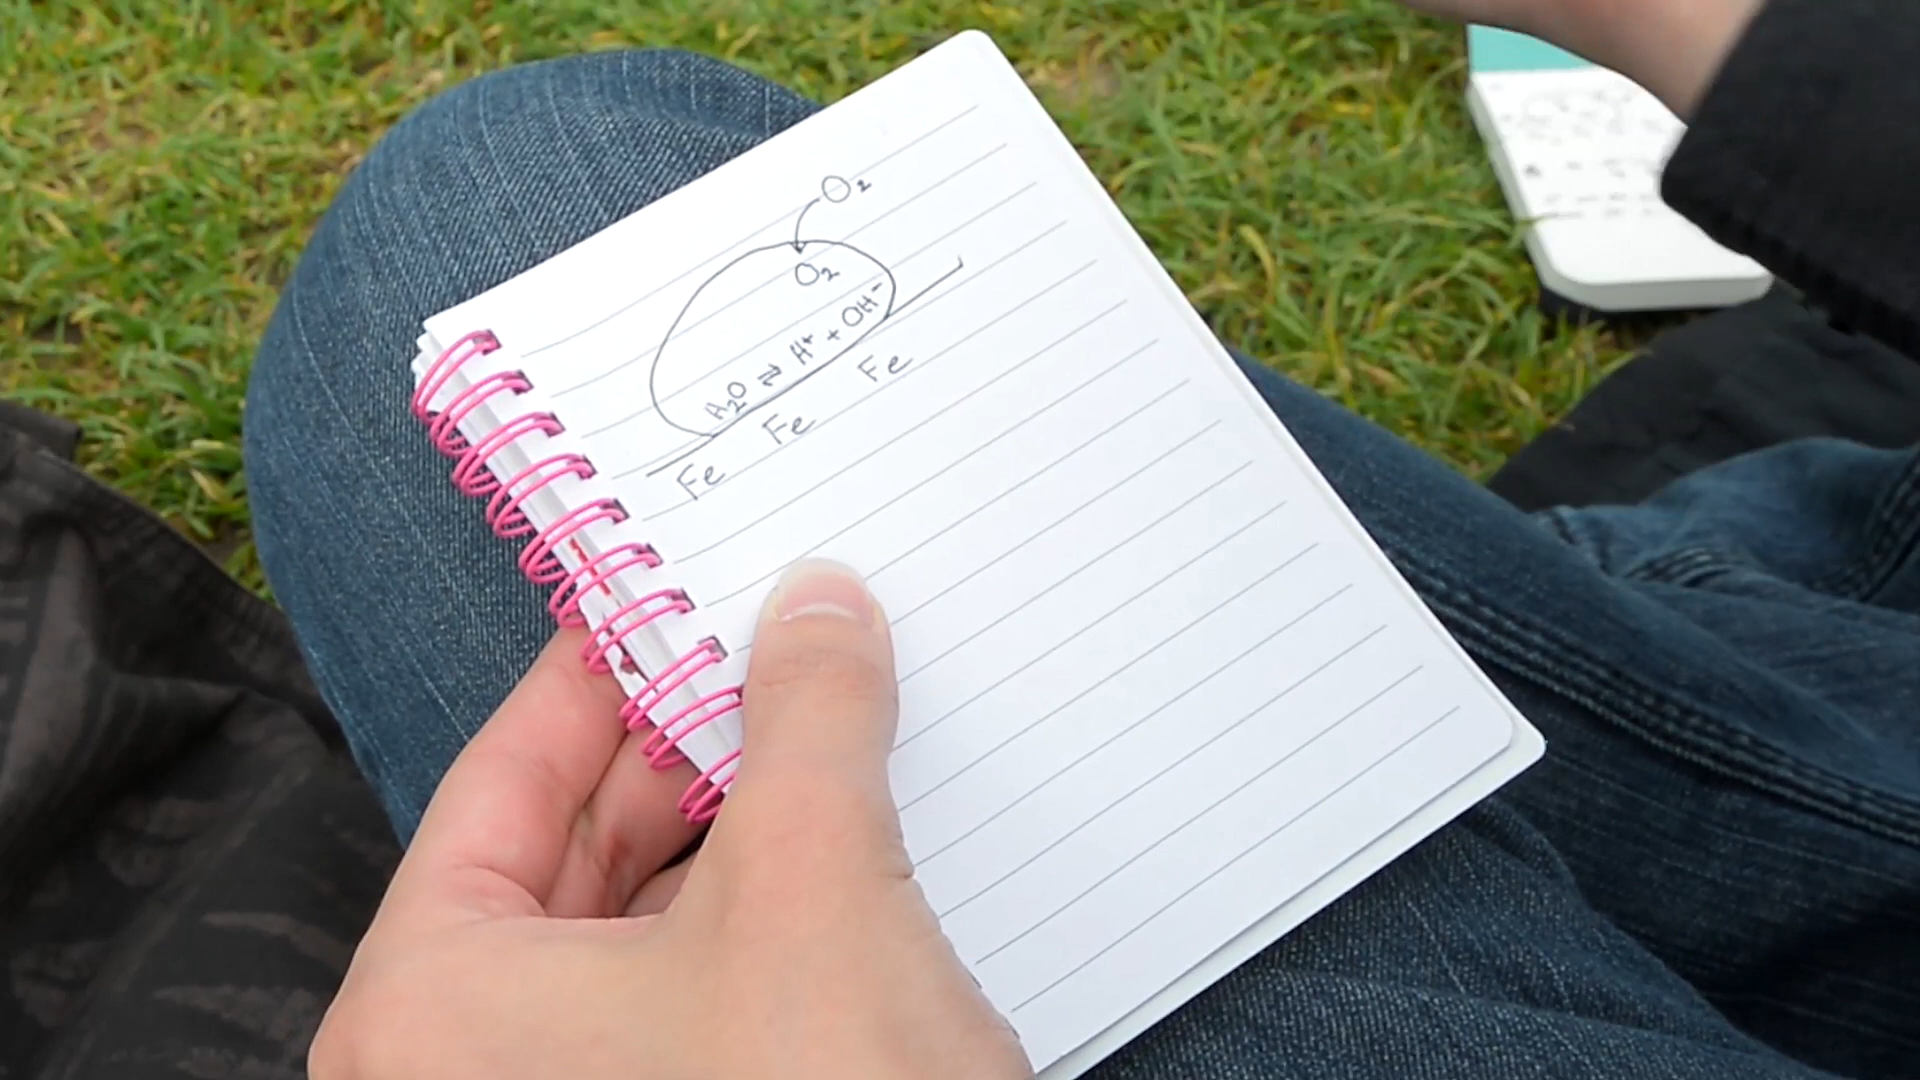 O₂
O₂
H₂O ⇌ H⁺ + OH⁻
Fe Fe Fe